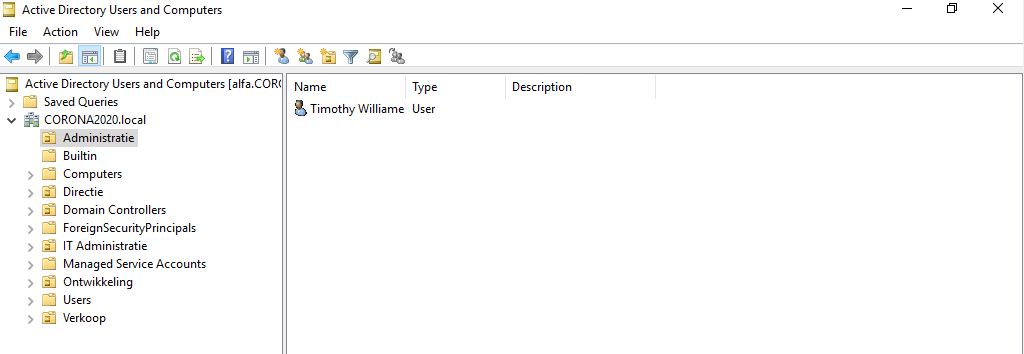 Active Directory Users and Computers
File Action View Help
Active Directory Users and Computers [alfa.COR
Saved Queries
CORONA2020.local
Administratie
Builtin
Computers
Directie
Domain Controllers
ForeignSecurityPrincipals
IT Administratie
Managed Service Accounts
Ontwikkeling
Users
Verkoop
Name Type Description
Timothy Williame User